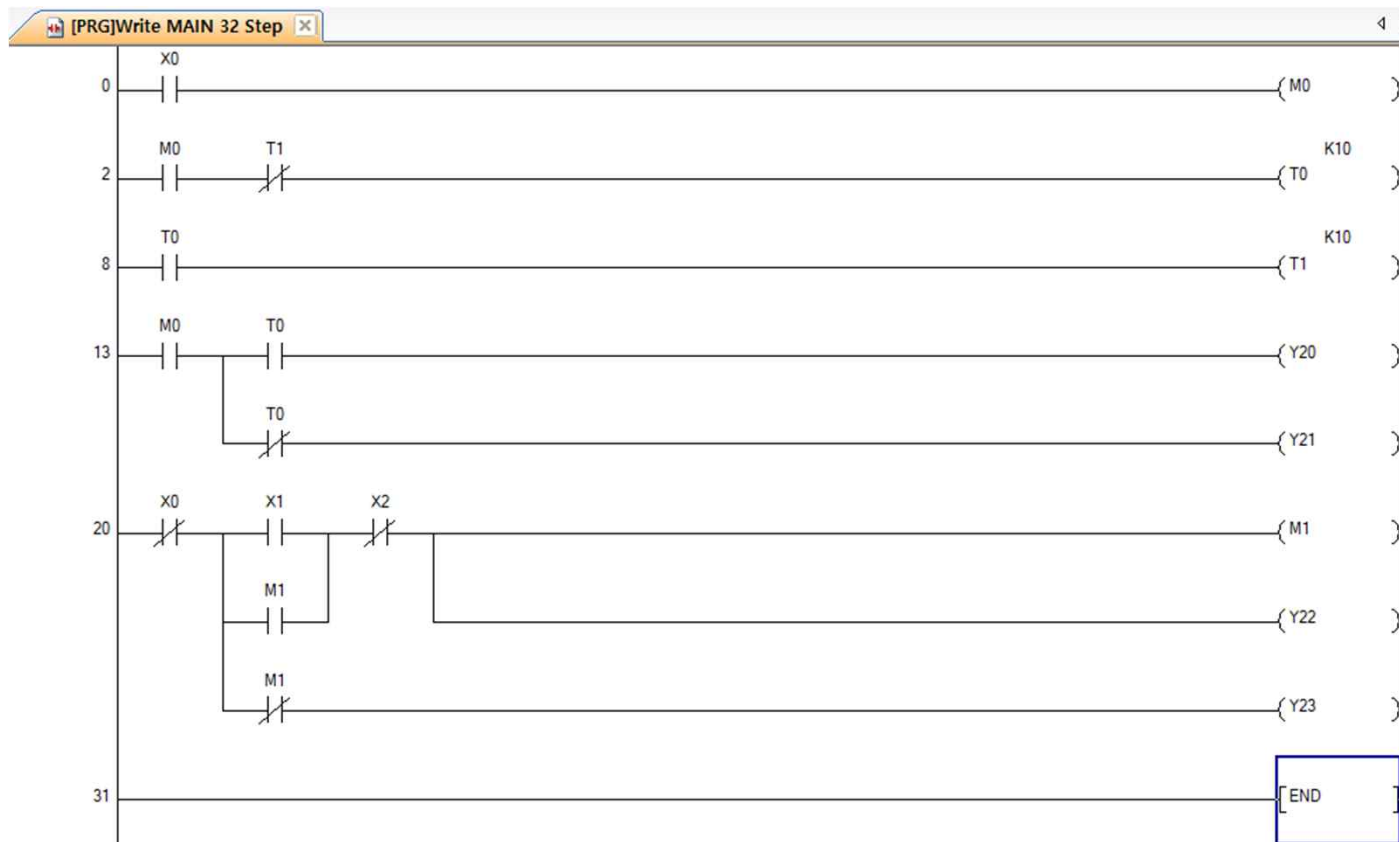 [PRG]Write MAIN 32 Step
X0
0 M0
M0 T1 K10
2 T0
T0 K10
8 T1
M0 T0
13 Y20
T0
Y21
X0 X1 X2
20 M1
M1
Y22
M1
Y23
31 END